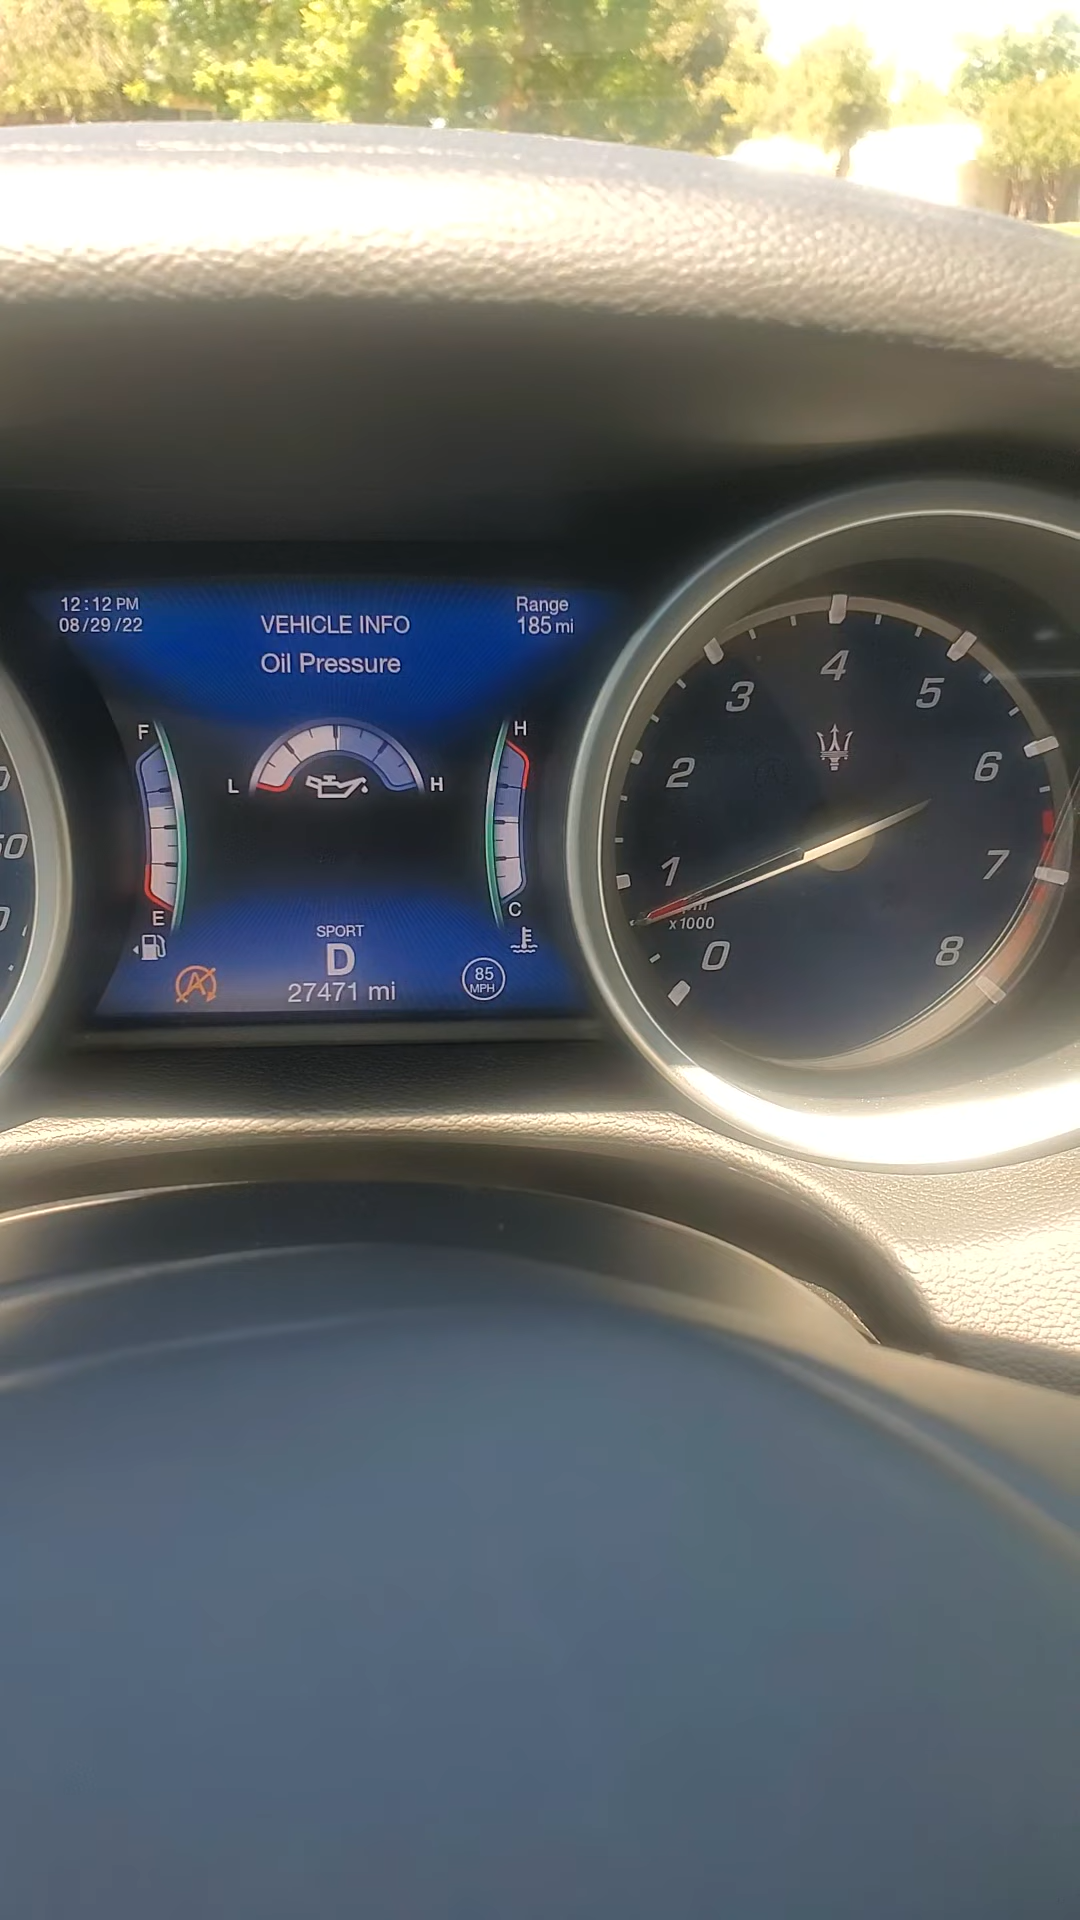 12:12 PM
08/29/22
VEHICLE INFO
Oil Pressure
Range
185 mi
F
E
L
H
H
C
SPORT
D
27471 mi
A
85
MPH
0
1
2
3
4
5
6
7
8
x1000